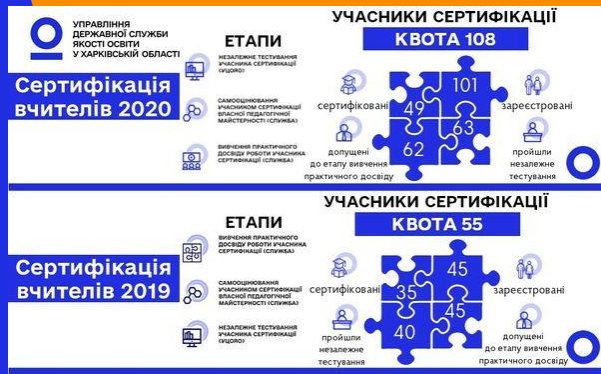 УПРАВЛІННЯ
ДЕРЖАВНОЇ СЛУЖБИ
ЯКОСТІ ОСВІТИ
У ХАРКІВСЬКІЙ ОБЛАСТІ
Сертифікація
вчителів 2020
ЕТАПИ
НЕЗАЛЕЖНЕ ТЕСТУВАННЯ
УЧАСНИКА СЕРТИФІКАЦІЇ
(УЦОЯО)
САМООЦІНЮВАННЯ
УЧАСНИКОМ СЕРТИФІКАЦІЇ
ВЛАСНОЇ ПЕДАГОГІЧНОЇ
МАЙСТЕРНОСТІ (СЛУЖБА)
ВИВЧЕННЯ ПРАКТИЧНОГО
ДОСВІДУ РОБОТИ УЧАСНИКА
СЕРТИФІКАЦІЇ (СЛУЖБА)
УЧАСНИКИ СЕРТИФІКАЦІЇ
КВОТА 108
сертифіковані
49
101
зареєстровані
допущені
до етапу вивчення
практичного досвіду
62
63
пройшли
незалежне
тестування
Сертифікація
вчителів 2019
ЕТАПИ
ВИВЧЕННЯ ПРАКТИЧНОГО
ДОСВІДУ РОБОТИ УЧАСНИКА
СЕРТИФІКАЦІЇ (СЛУЖБА)
САМООЦІНЮВАННЯ
УЧАСНИКОМ СЕРТИФІКАЦІЇ
ВЛАСНОЇ ПЕДАГОГІЧНОЇ
МАЙСТЕРНОСТІ (СЛУЖБА)
НЕЗАЛЕЖНЕ ТЕСТУВАННЯ
УЧАСНИКА СЕРТИФІКАЦІЇ
(УЦОЯО)
УЧАСНИКИ СЕРТИФІКАЦІЇ
КВОТА 55
сертифіковані
35
45
зареєстровані
пройшли
незалежне
тестування
40
45
допущені
до етапу вивчення
практичного досвіду